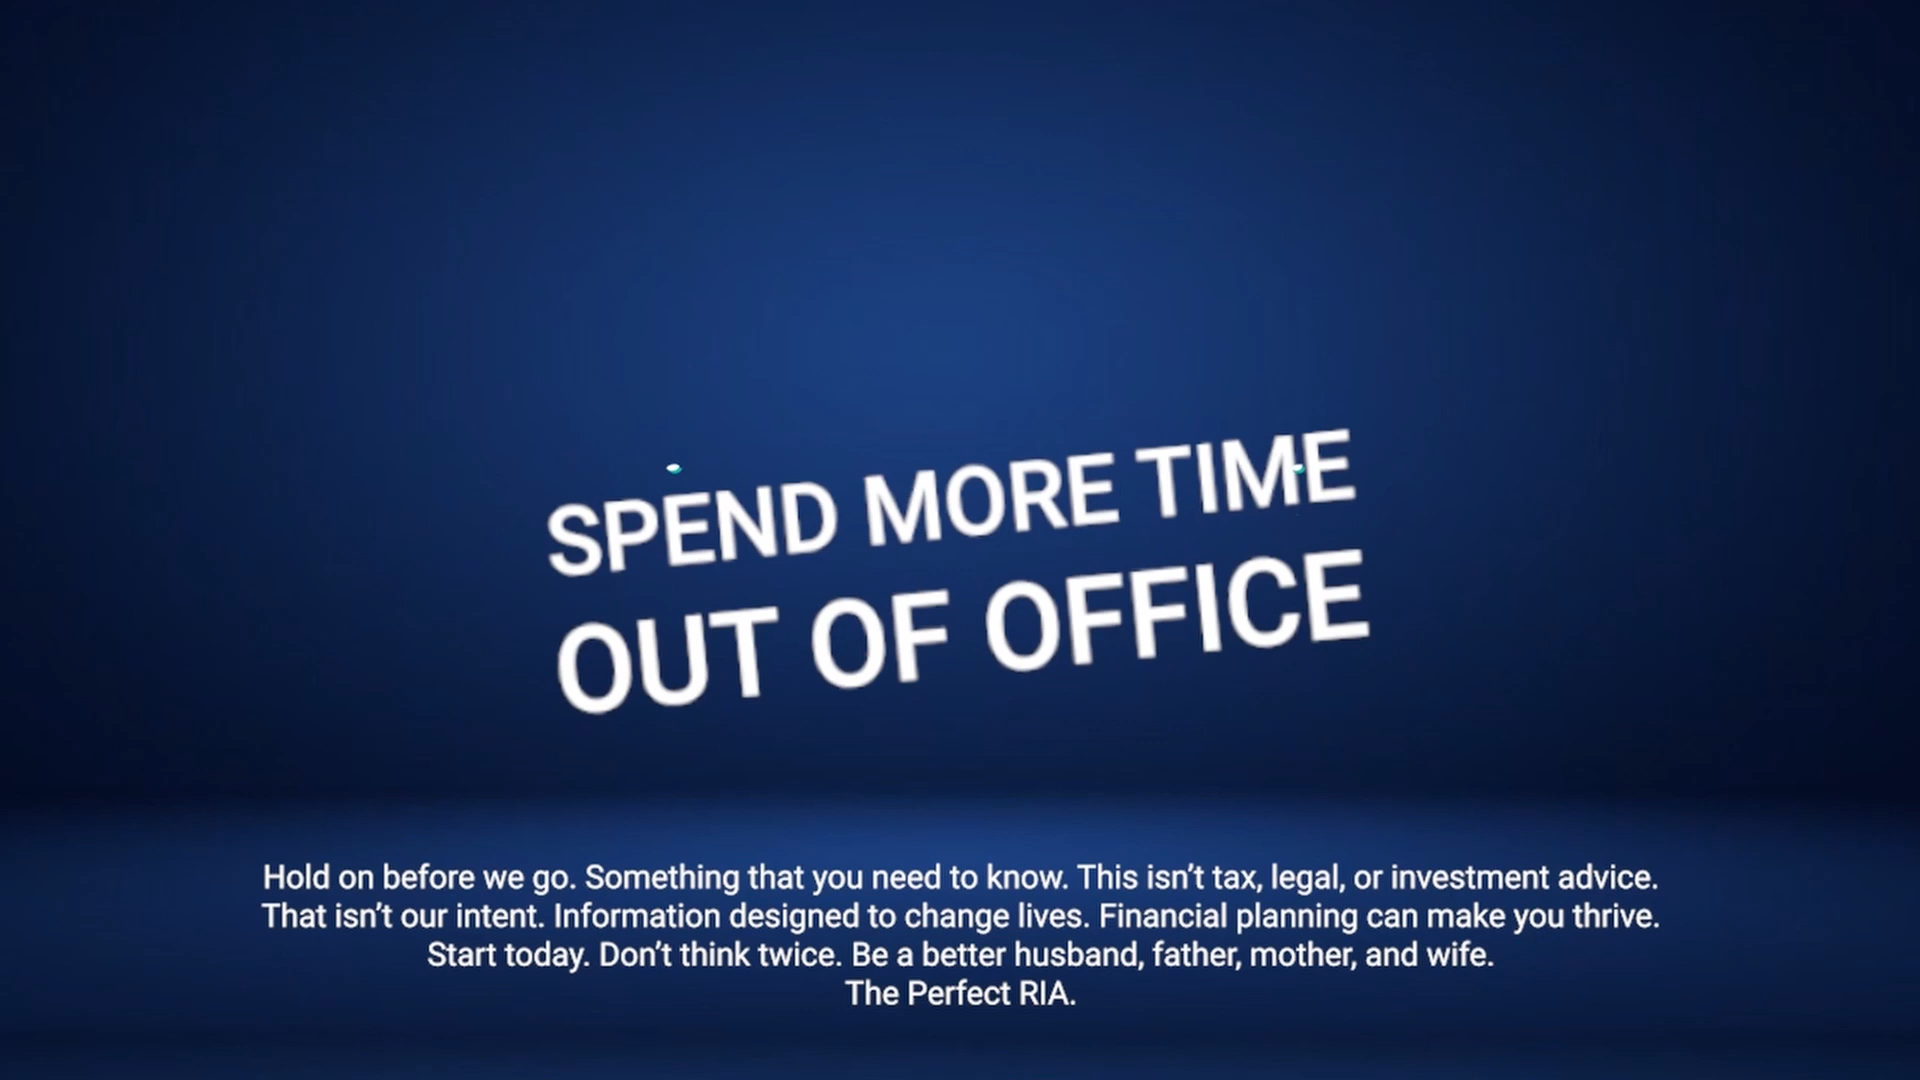 SPEND MORE TIME
OUT OF OFFICE
Hold on before we go. Something that you need to know. This isn’t tax, legal, or investment advice.
That isn’t our intent. Information designed to change lives. Financial planning can make you thrive.
Start today. Don’t think twice. Be a better husband, father, mother, and wife.
The Perfect RIA.